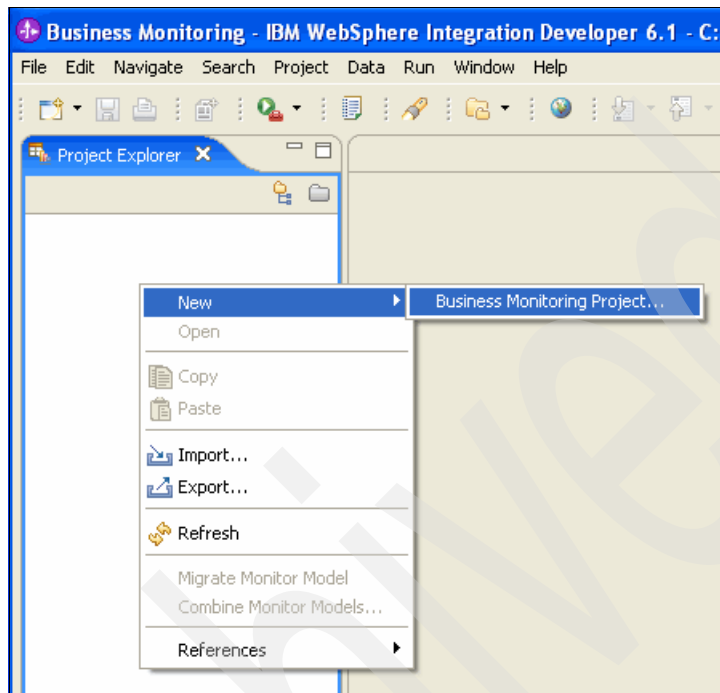 Business Monitoring - IBM WebSphere Integration Developer 6.1 - C:
File Edit Navigate Search Project Data Run Window Help
Project Explorer
New
Business Monitoring Project...
Open
Copy
Paste
Import...
Export...
Refresh
Migrate Monitor Model
Combine Monitor Models...
References